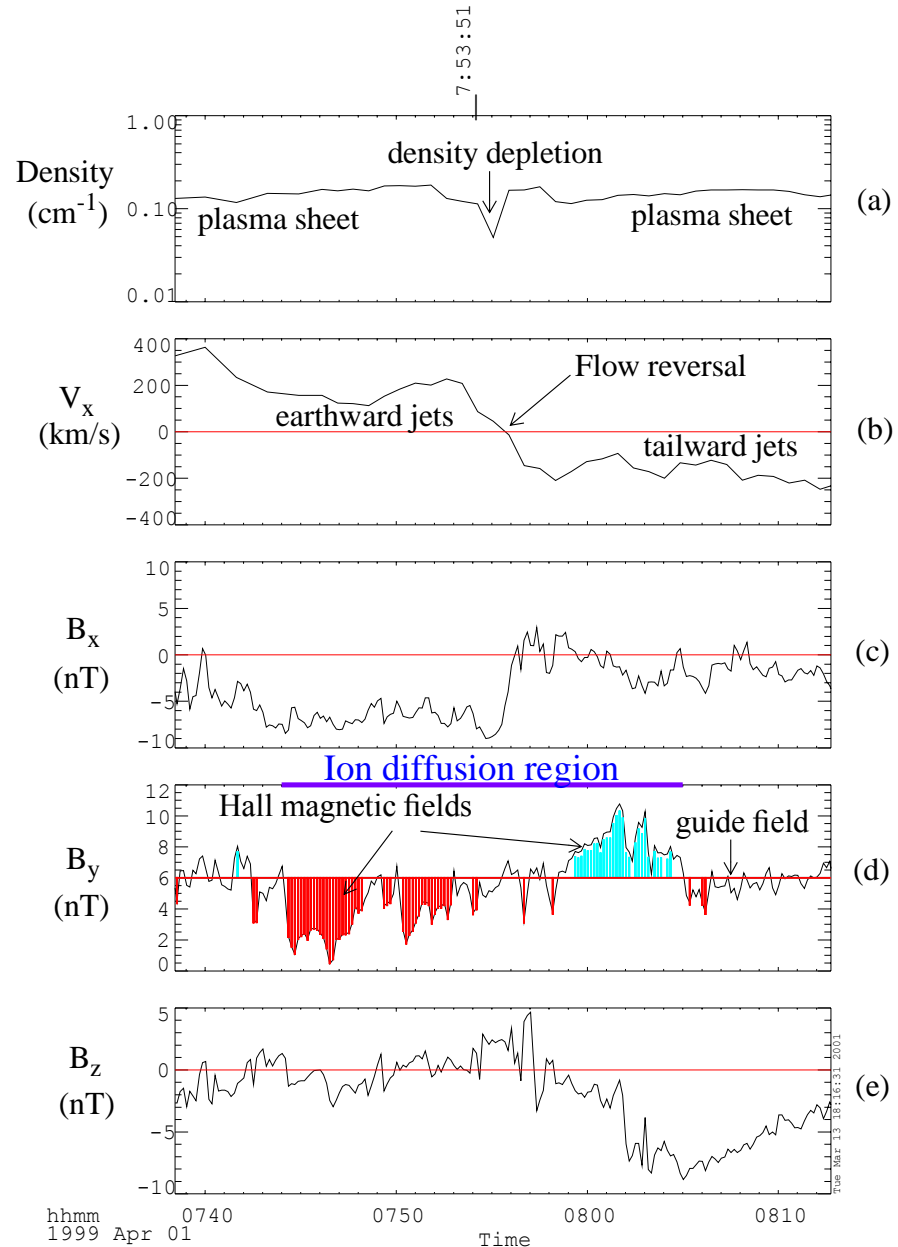 7:53:51
Density
(cm-1)
1.00
0.10
0.01
density depletion
plasma sheet
plasma sheet
(a)
Vx
(km/s)
400
200
0
-200
-400
Flow reversal
earthward jets
tailward jets
(b)
Bx
(nT)
10
5
0
-5
-10
(c)
Ion diffusion region
By
(nT)
12
10
8
6
4
2
0
Hall magnetic fields
guide field
(d)
Bz
(nT)
5
0
-5
-10
(e)
Tue Mar 13 18:16:31 2001
hhmm
0740
0750
0800
0810
1999 Apr 01
Time